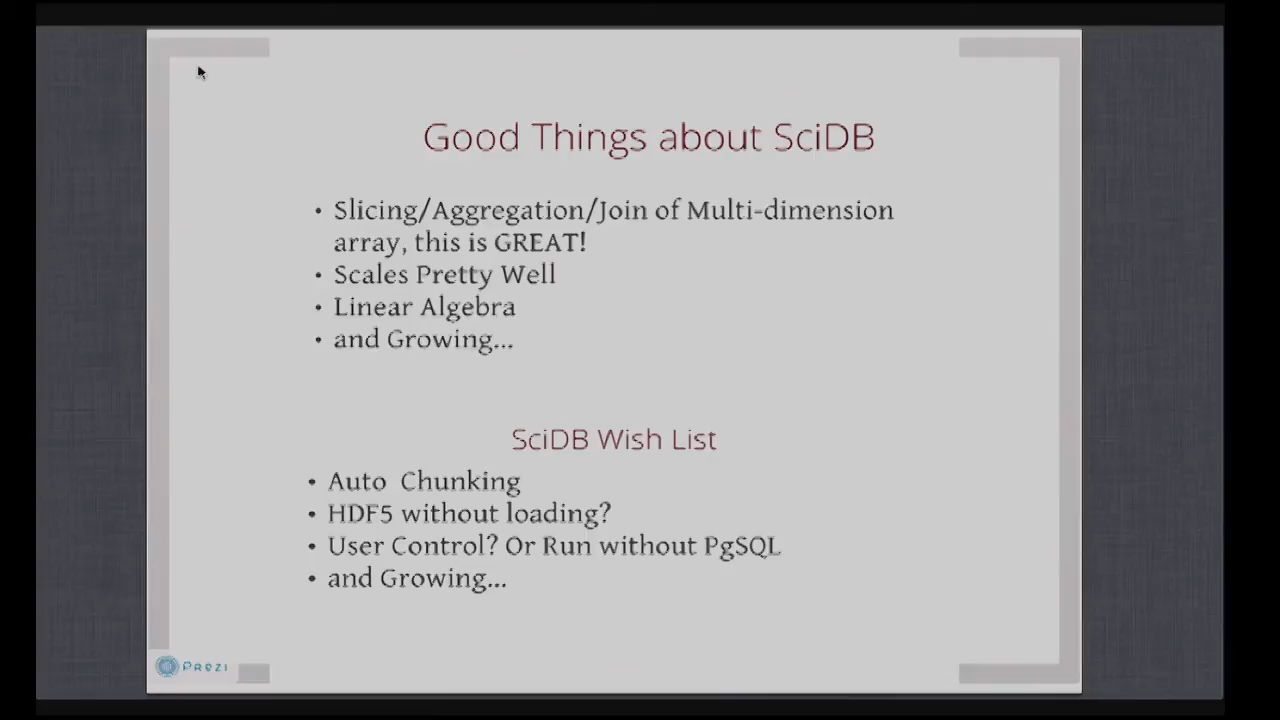 Good Things about SciDB
• Slicing/Aggregation/Join of Multi-dimension
array, this is GREAT!
• Scales Pretty Well
• Linear Algebra
• and Growing...
SciDB Wish List
• Auto Chunking
• HDF5 without loading?
• User Control? Or Run without PgSQL
• and Growing...
PREZI